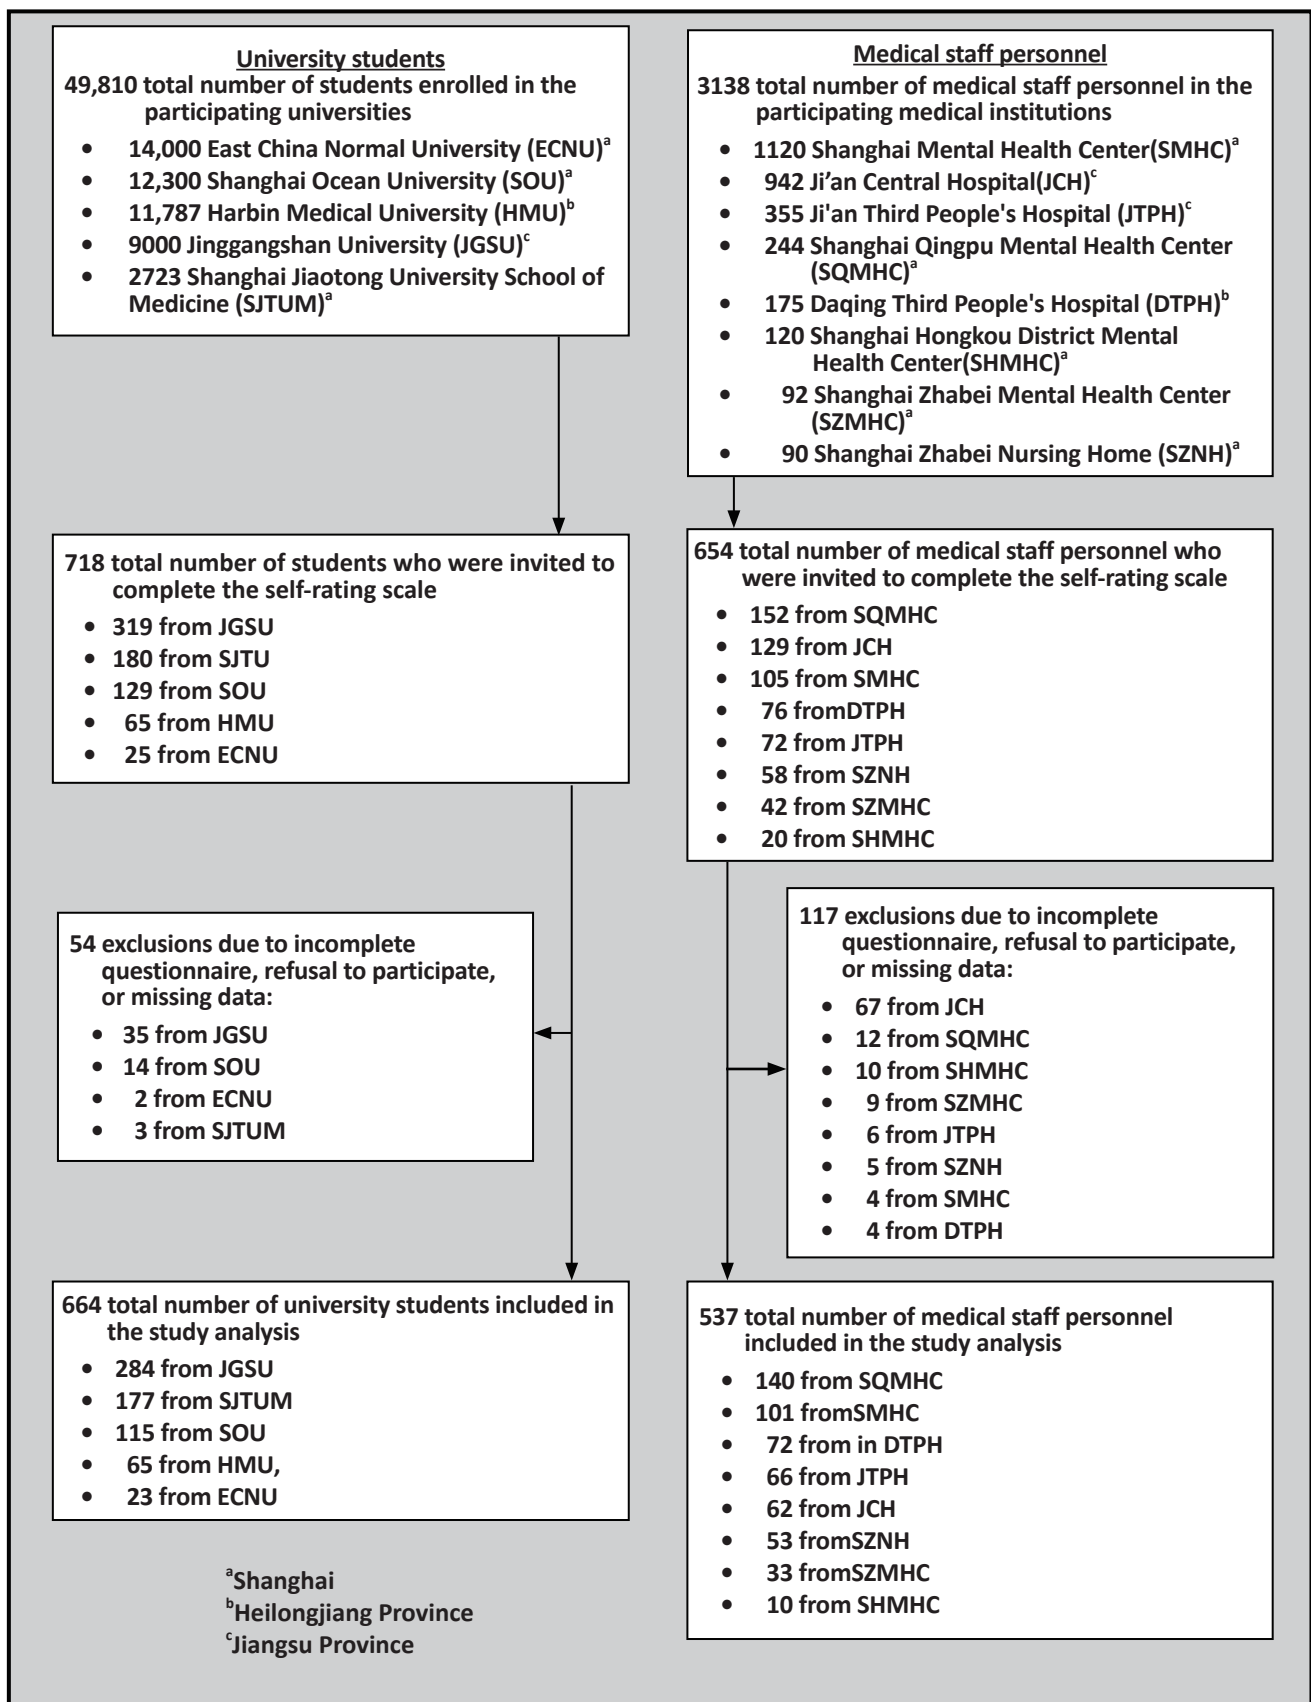 University students
49,810 total number of students enrolled in the
participating universities
• 14,000 East China Normal University (ECNU)a
• 12,300 Shanghai Ocean University (SOU)a
• 11,787 Harbin Medical University (HMU)b
• 9000 Jinggangshan University (JGSU)c
• 2723 Shanghai Jiaotong University School of
Medicine (SJTUM)a
Medical staff personnel
3138 total number of medical staff personnel in the
participating medical institutions
• 1120 Shanghai Mental Health Center(SMHC)a
• 942 Ji’an Central Hospital(JCH)c
• 355 Ji'an Third People's Hospital (JTPH)c
• 244 Shanghai Qingpu Mental Health Center
(SQMHC)a
• 175 Daqing Third People's Hospital (DTPH)b
• 120 Shanghai Hongkou District Mental
Health Center(SHMHC)a
• 92 Shanghai Zhabei Mental Health Center
(SZMHC)a
• 90 Shanghai Zhabei Nursing Home (SZNH)a
718 total number of students who were invited to
complete the self-rating scale
• 319 from JGSU
• 180 from SJTU
• 129 from SOU
• 65 from HMU
• 25 from ECNU
654 total number of medical staff personnel who
were invited to complete the self-rating scale
• 152 from SQMHC
• 129 from JCH
• 105 from SMHC
• 76 fromDTPH
• 72 from JTPH
• 58 from SZNH
• 42 from SZMHC
• 20 from SHMHC
54 exclusions due to incomplete
questionnaire, refusal to participate,
or missing data:
• 35 from JGSU
• 14 from SOU
• 2 from ECNU
• 3 from SJTUM
117 exclusions due to incomplete
questionnaire, refusal to participate,
or missing data:
• 67 from JCH
• 12 from SQMHC
• 10 from SHMHC
• 9 from SZMHC
• 6 from JTPH
• 5 from SZNH
• 4 from SMHC
• 4 from DTPH
664 total number of university students included in
the study analysis
• 284 from JGSU
• 177 from SJTUM
• 115 from SOU
• 65 from HMU,
• 23 from ECNU
537 total number of medical staff personnel
included in the study analysis
• 140 from SQMHC
• 101 fromSMHC
• 72 from in DTPH
• 66 from JTPH
• 62 from JCH
• 53 fromSZNH
• 33 fromSZMHC
• 10 from SHMHC
aShanghai
bHeilongjiang Province
cJiangsu Province